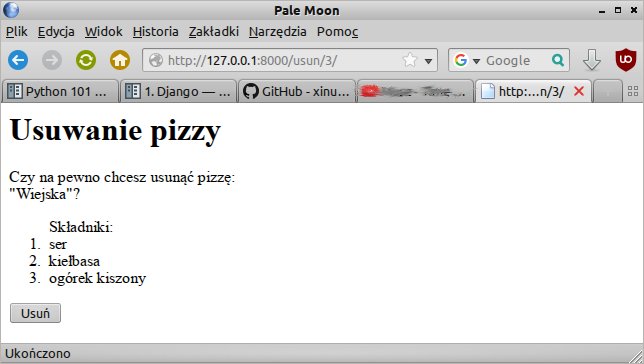 Pale Moon
Plik Edycja Widok Historia Zakładki Narzędzia Pomoc
http://127.0.0.1:8000/usun/3/ G Google
Python 101 ... 1. Django — ... GitHub - xinu... http:...n/3/
Usuwanie pizzy
Czy na pewno chcesz usunąć pizzę:
"Wiejska"?
Składniki:
1. ser
2. kiełbasa
3. ogórek kiszony
Usuń
Ukończono